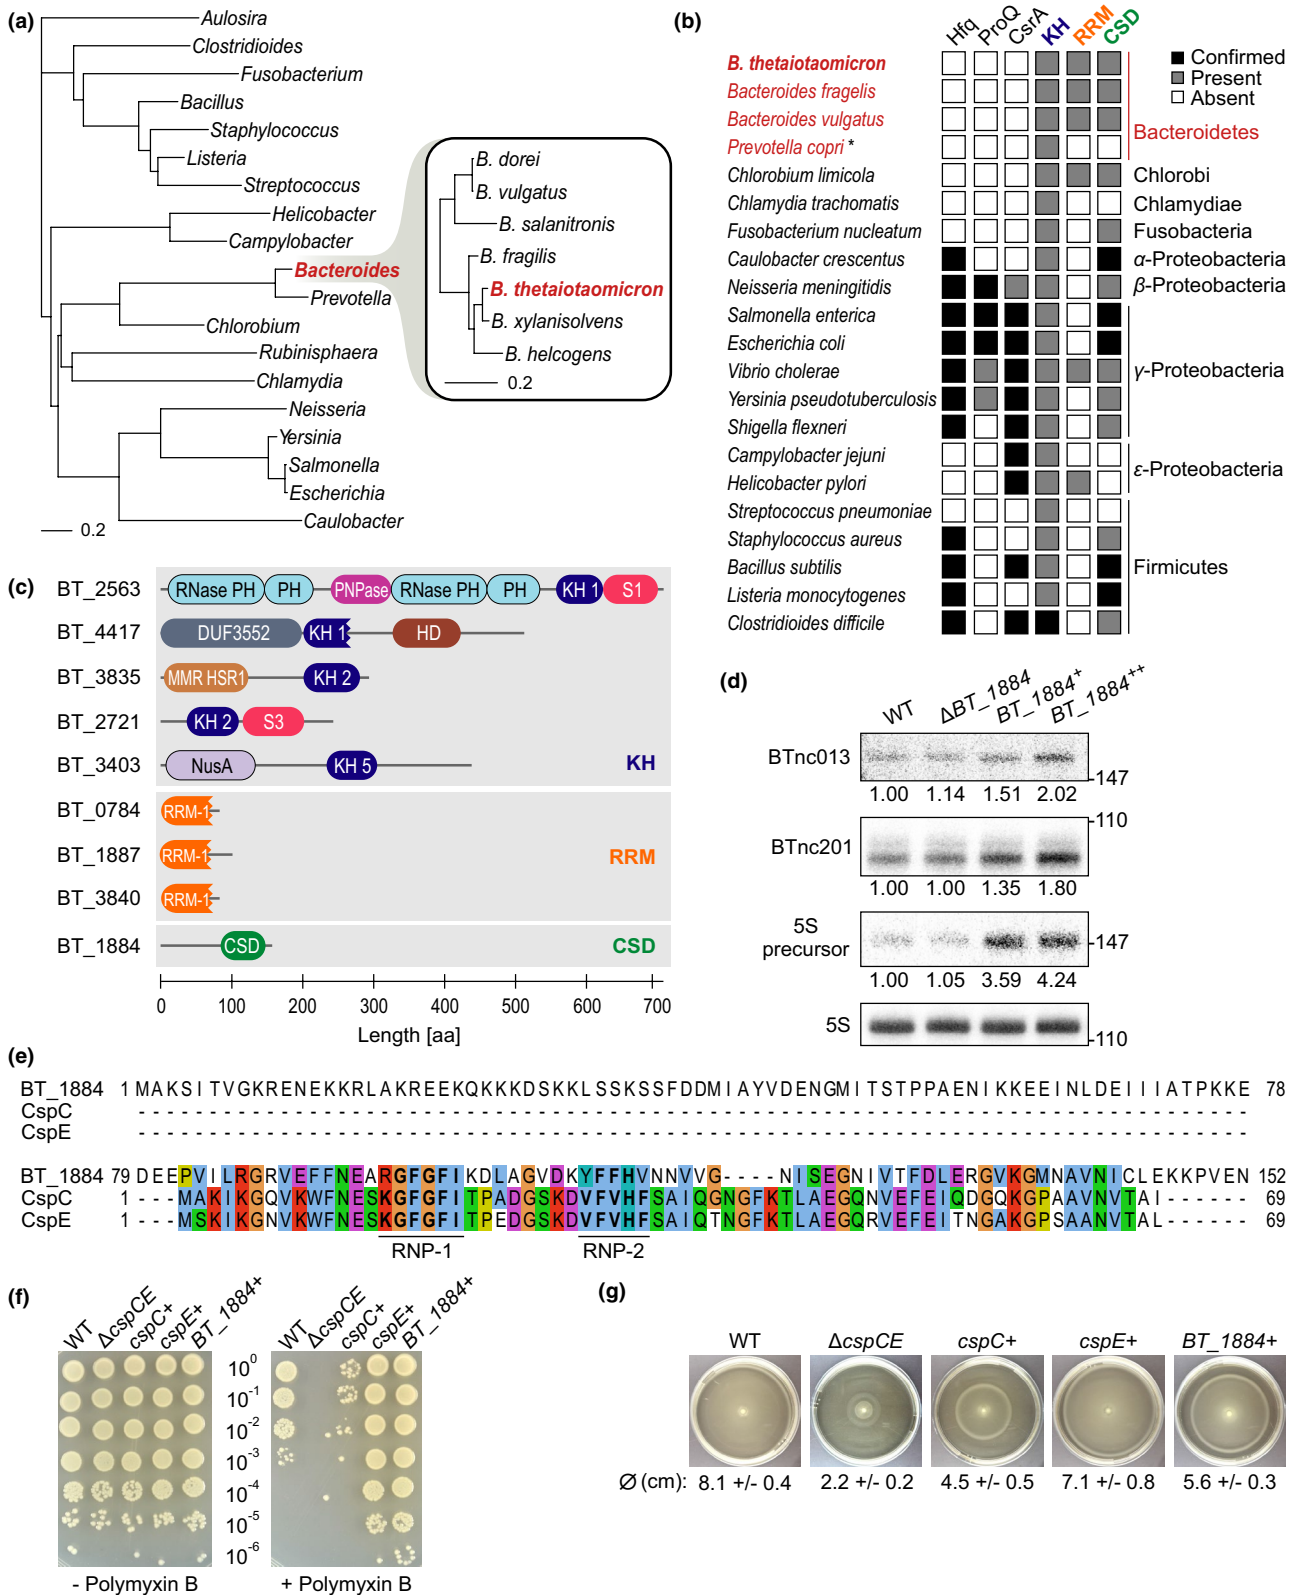 (a)
Aulosira
Clostridioides
Fusobacterium
Bacillus
Staphylococcus
Listeria
Streptococcus
Helicobacter
Campylobacter
Bacteroides
Prevotella
Chlorobium
Rubinisphaera
Chlamydia
Neisseria
Yersinia
Salmonella
Escherichia
Caulobacter
0.2
B. dorei
B. vulgatus
B. salanitronis
B. fragilis
B. thetaiotaomicron
B. xylanisolvens
B. helcogens
0.2
(b)
Hfq ProQ CsrA KH RRM CSD
Confirmed
Present
Absent
B. thetaiotaomicron
Bacteroides fragelis
Bacteroides vulgatus
Prevotella copri *
Bacteroidetes
Chlorobium limicola Chlorobi
Chlamydia trachomatis Chlamydiae
Fusobacterium nucleatum Fusobacteria
Caulobacter crescentus α-Proteobacteria
Neisseria meningitidis β-Proteobacteria
Salmonella enterica
Escherichia coli
Vibrio cholerae γ-Proteobacteria
Yersinia pseudotuberculosis
Shigella flexneri
Campylobacter jejuni
Helicobacter pylori
ε-Proteobacteria
Streptococcus pneumoniae
Staphylococcus aureus
Bacillus subtilis Firmicutes
Listeria monocytogenes
Clostridioides difficile
(c)
BT_2563 RNase PH PH PNPase RNase PH PH KH 1 S1
BT_4417 DUF3552 KH 1 HD
BT_3835 MMR HSR1 KH 2
BT_2721 KH 2 S3
BT_3403 NusA KH 5 KH
BT_0784 RRM-1
BT_1887 RRM-1 RRM
BT_3840 RRM-1
BT_1884 CSD CSD
0 100 200 300 400 500 600 700
Length [aa]
(d)
WT ΔBT_1884 BT_1884+ BT_1884++
BTnc013 -147
1.00 1.14 1.51 2.02
BTnc201 -110
1.00 1.00 1.35 1.80
5S precursor -147
1.00 1.05 3.59 4.24
5S -110
(e)
BT_1884 1 MAKSITVGKRENEKKRLAKREEKQKKKDSKKLSSKSSFDDMIAYVDENGMITSTPPAENIKKEEINLDEIIIATPKKE 78
CspC ------------------------------------------------------------------------------
CspE ------------------------------------------------------------------------------
BT_1884 79 DEEPVILRGRVEFFNEARGFGFIKDLAGVDKYFFHVNNVVG----NISEGNIVTFDLERGVKGMNAVNICLEKKPVEN 152
CspC 1 ---MAKIKGQVKWFNESKGFGFITPADGSKDVFVHFSAIQGNGFKTLAEGQNVEFEIQDGQKGPAAVNVTAI------ 69
CspE 1 ---MSKIKGNVKWFNESKGFGFITPEDGSKDVFVHFSAIQTNGFKTLAEGQRVEFEITNGAKGPSAANVTAL------ 69
RNP-1 RNP-2
(f)
WT ΔcspCE cspC+ cspE+ BT_1884+
WT ΔcspCE cspC+ cspE+ BT_1884+
10⁰
10⁻¹
10⁻²
10⁻³
10⁻⁴
10⁻⁵
10⁻⁶
- Polymyxin B + Polymyxin B
(g)
WT ΔcspCE cspC+ cspE+ BT_1884+
Ø (cm): 8.1 +/- 0.4 2.2 +/- 0.2 4.5 +/- 0.5 7.1 +/- 0.8 5.6 +/- 0.3